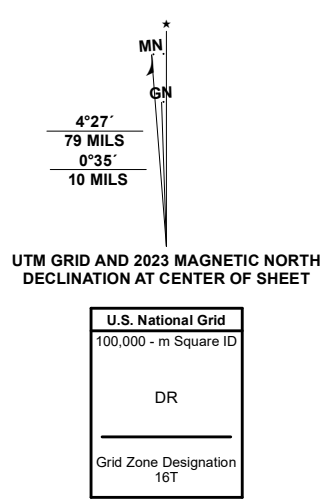 MN
GN
4°27´
79 MILS
0°35´
10 MILS
UTM GRID AND 2023 MAGNETIC NORTH
DECLINATION AT CENTER OF SHEET
U.S. National Grid
100,000 - m Square ID
DR
Grid Zone Designation
16T